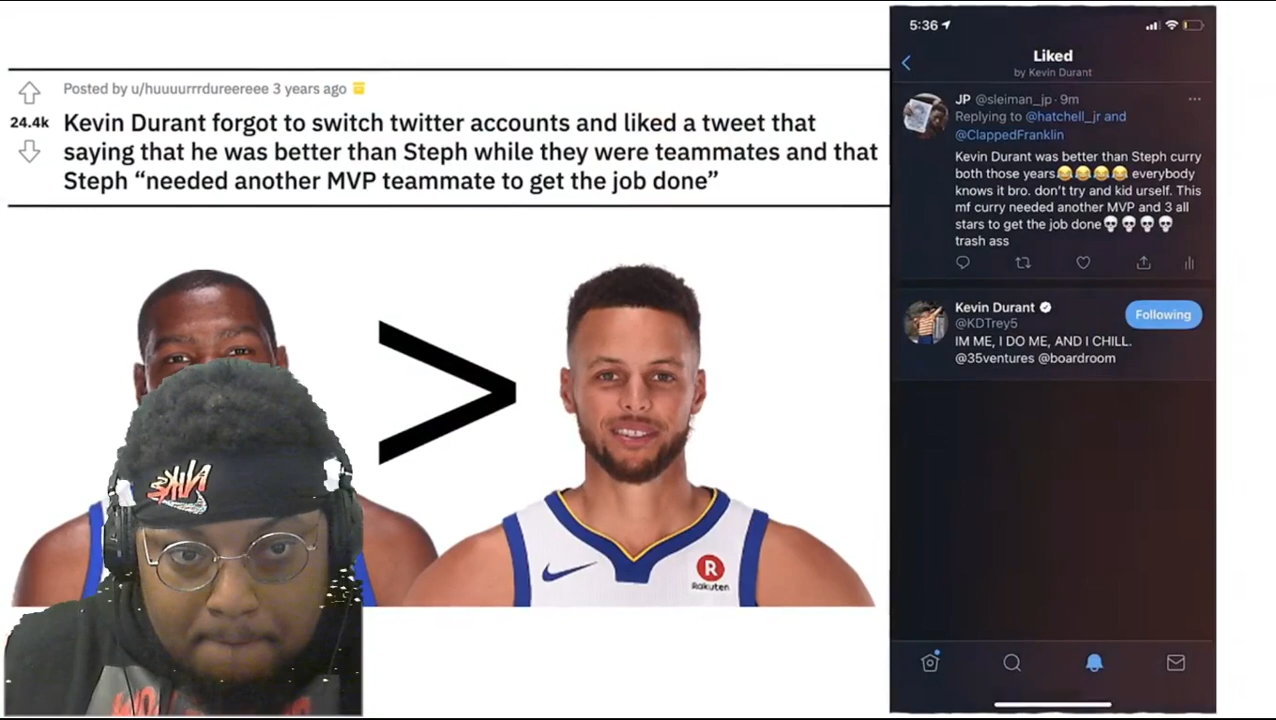 Posted by u/huuuurrrdureereee 3 years ago
24.4k
Kevin Durant forgot to switch twitter accounts and liked a tweet that
saying that he was better than Steph while they were teammates and that
Steph “needed another MVP teammate to get the job done”
R
Rakuten
5:36
Liked
by Kevin Durant
JP @sleiman_jp · 9m
Replying to @hatchell_jr and
@ClappedFranklin
Kevin Durant was better than Steph curry
both those years😂😂😂😂 everybody
knows it bro. don't try and kid urself. This
mf curry needed another MVP and 3 all
stars to get the job done💀💀💀💀
trash ass
Kevin Durant
@KDTrey5
Following
IM ME, I DO ME, AND I CHILL.
@35ventures @boardroom